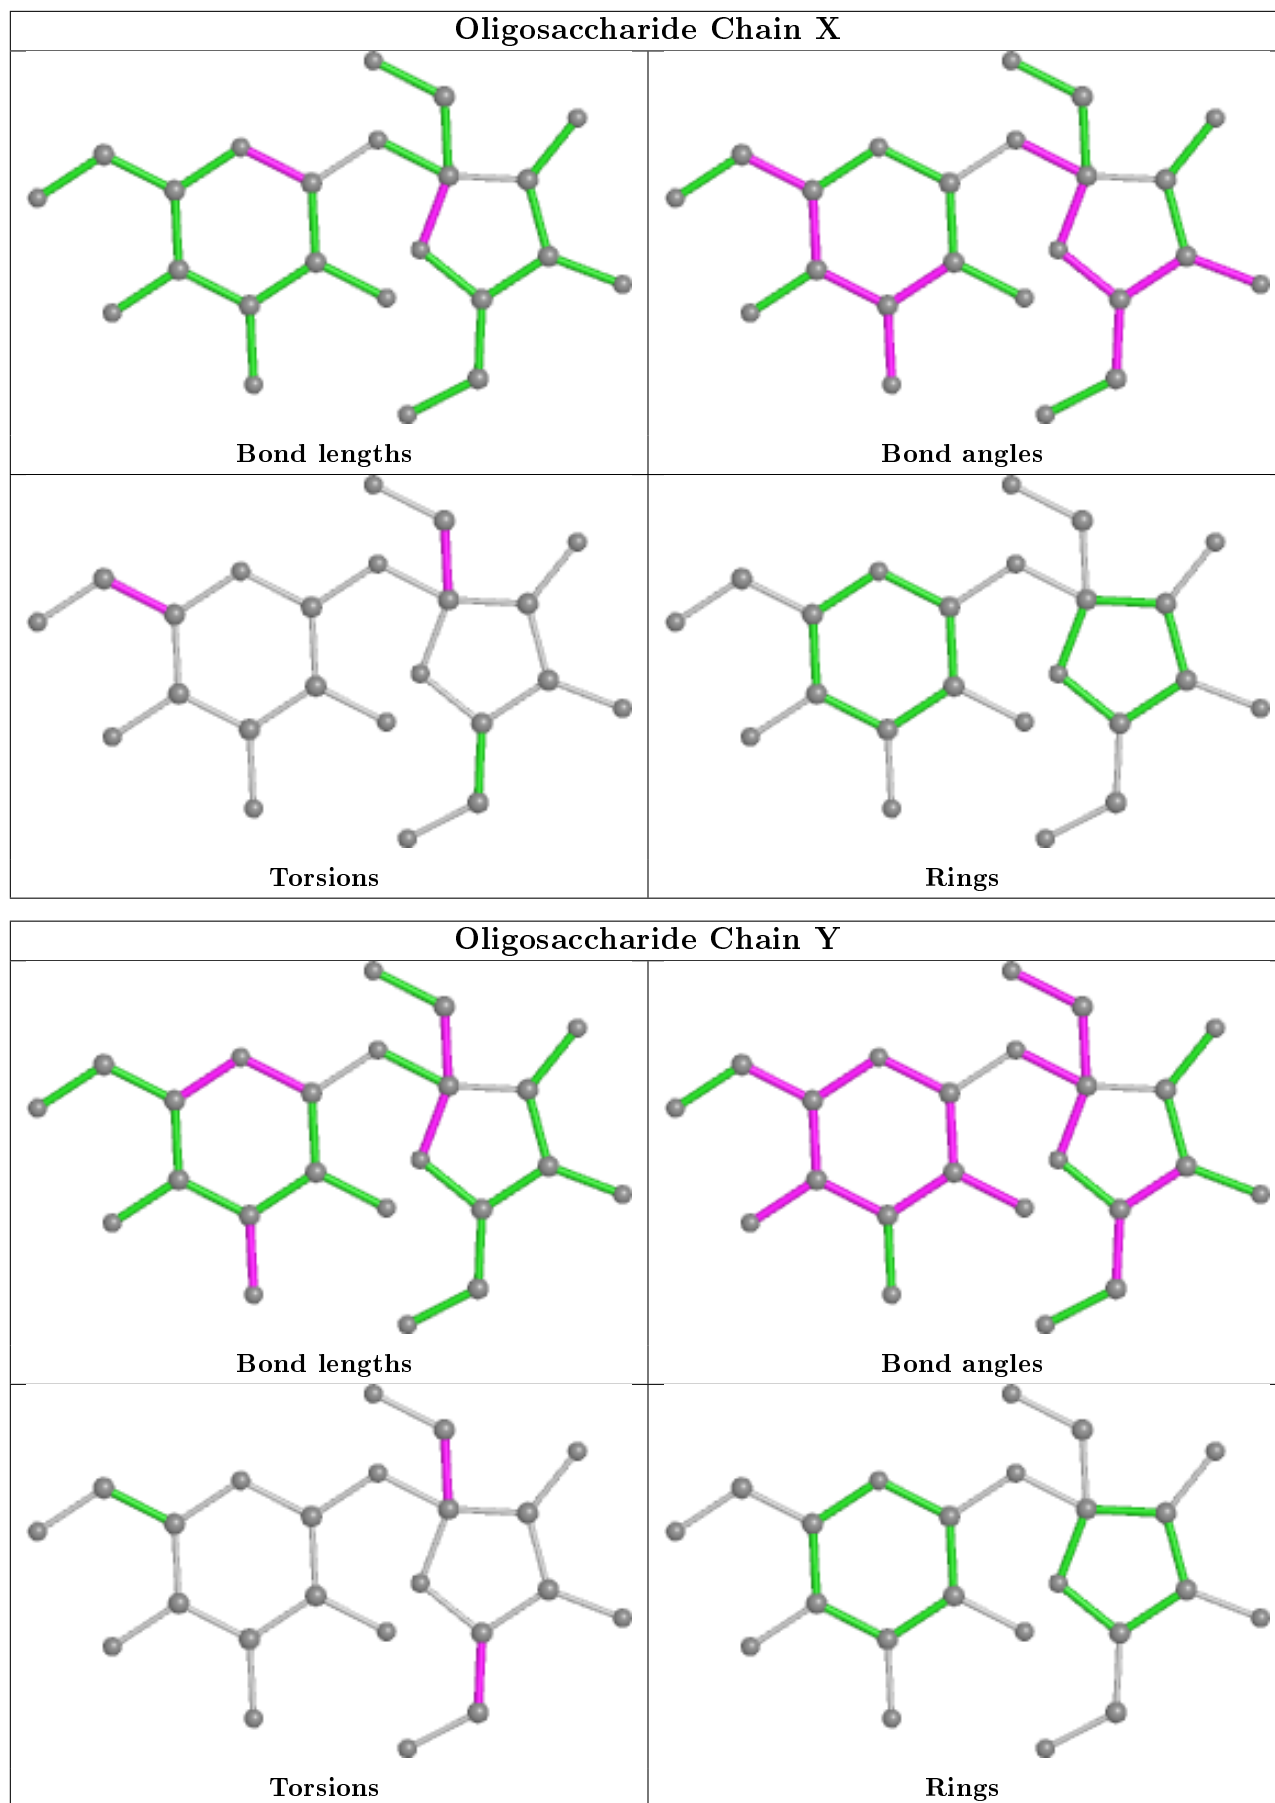 Oligosaccharide Chain X
Bond lengths
Bond angles
Torsions
Rings
Oligosaccharide Chain Y
Bond lengths
Bond angles
Torsions
Rings